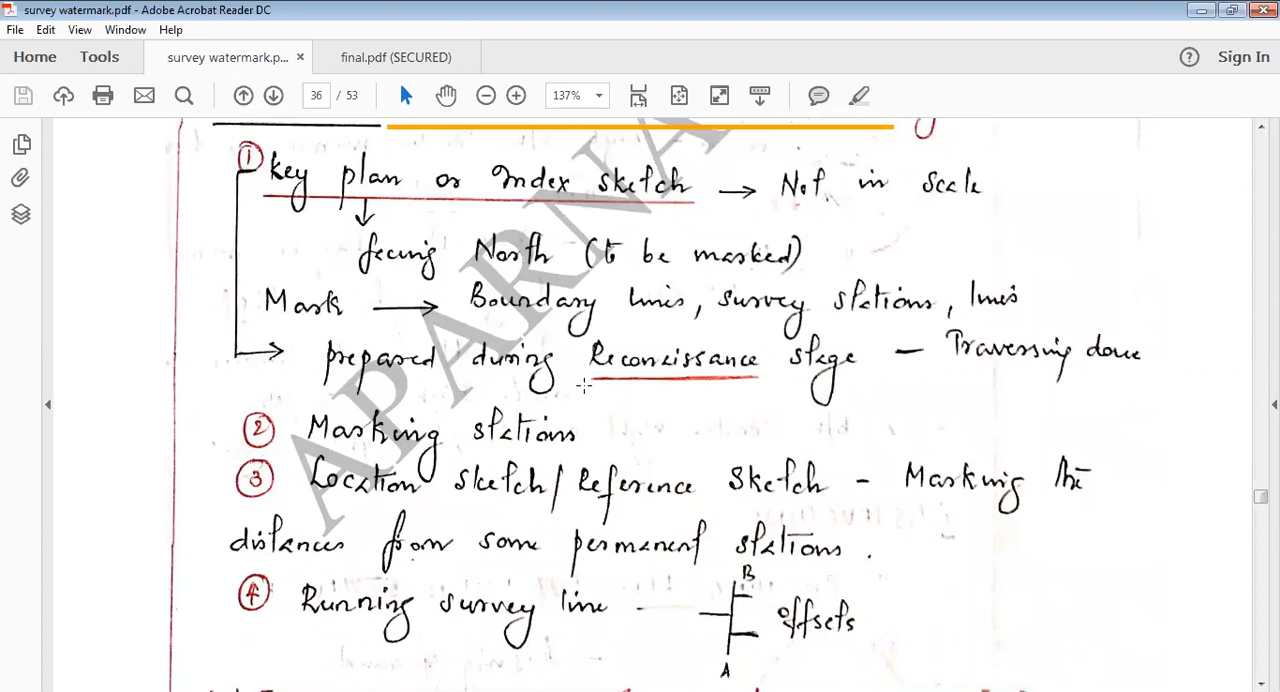 survey watermark.pdf - Adobe Acrobat Reader DC
File Edit View Window Help
Home Tools survey watermark.p... × final.pdf (SECURED) Sign In
36 / 53 137%
① Key plan or Index sketch → Not in scale
facing North (to be marked)
Mark → Boundary lines, survey stations, lines
→ prepared during Reconaissance stage - Traversing done
② Marking stations
③ Location sketch/Reference sketch - Marking the
distances from some permanent stations.
④ Running survey line - B offsets
A
APARNA